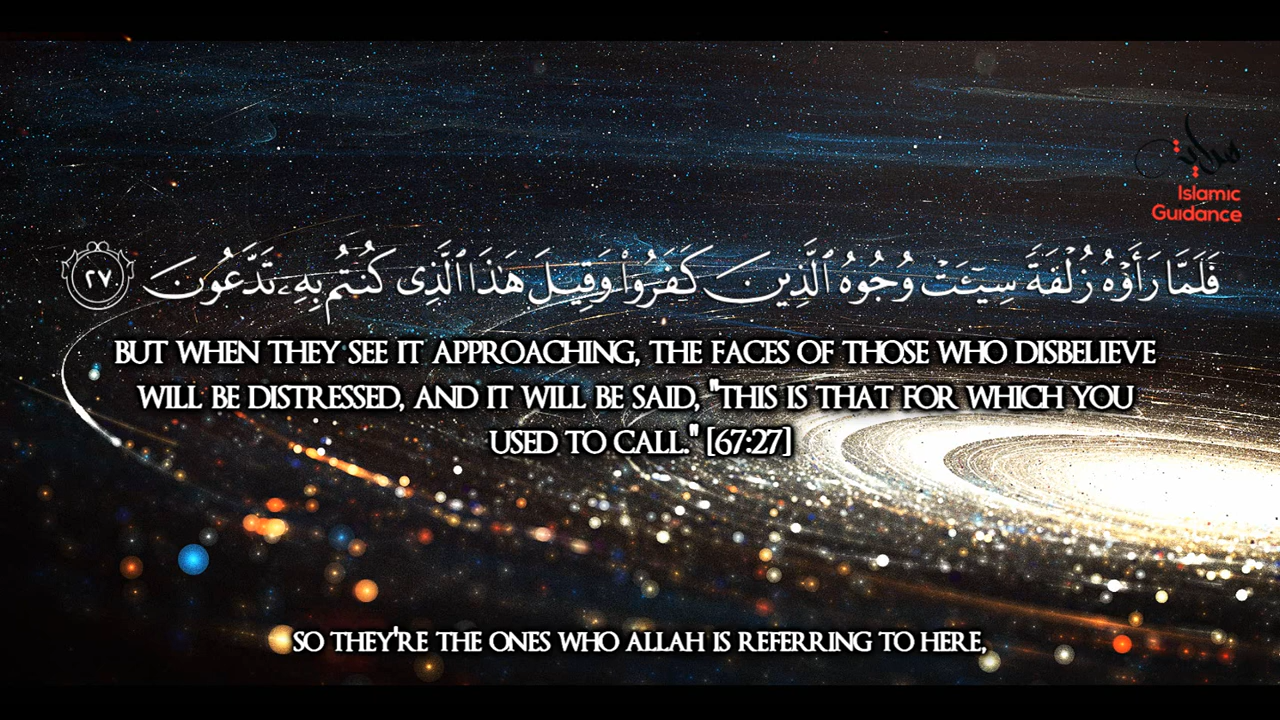 هداية
Islamic
Guidance
فَلَمَّا رَأَوْهُ زُلْفَةً سِيٓـَٔتْ وُجُوهُ ٱلَّذِينَ كَفَرُوا۟ وَقِيلَ هَـٰذَا ٱلَّذِى كُنتُم بِهِۦ تَدَّعُونَ ٢٧
BUT WHEN THEY SEE IT APPROACHING, THE FACES OF THOSE WHO DISBELIEVE
WILL BE DISTRESSED, AND IT WILL BE SAID, "THIS IS THAT FOR WHICH YOU
USED TO CALL." [67:27]
SO THEY'RE THE ONES WHO ALLAH IS REFERRING TO HERE,